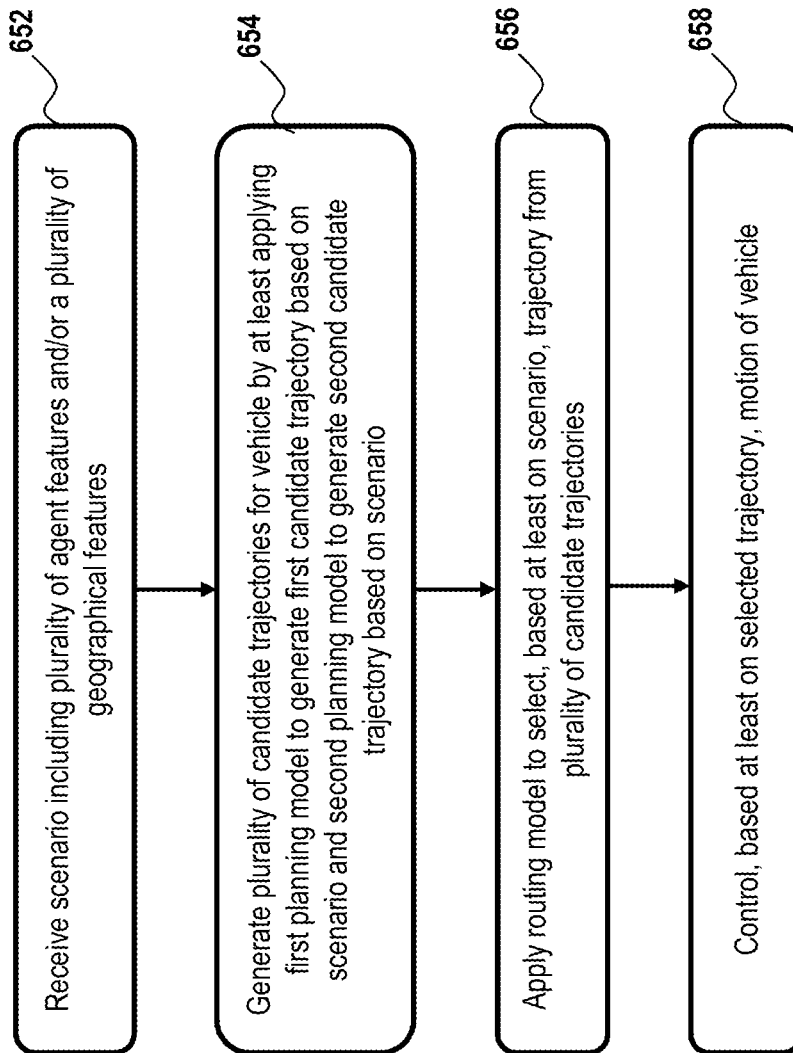 652
Receive scenario including plurality of agent features and/or a plurality of
geographical features
654
Generate plurality of candidate trajectories for vehicle by at least applying
first planning model to generate first candidate trajectory based on
scenario and second planning model to generate second candidate
trajectory based on scenario
656
Apply routing model to select, based at least on scenario, trajectory from
plurality of candidate trajectories
658
Control, based at least on selected trajectory, motion of vehicle